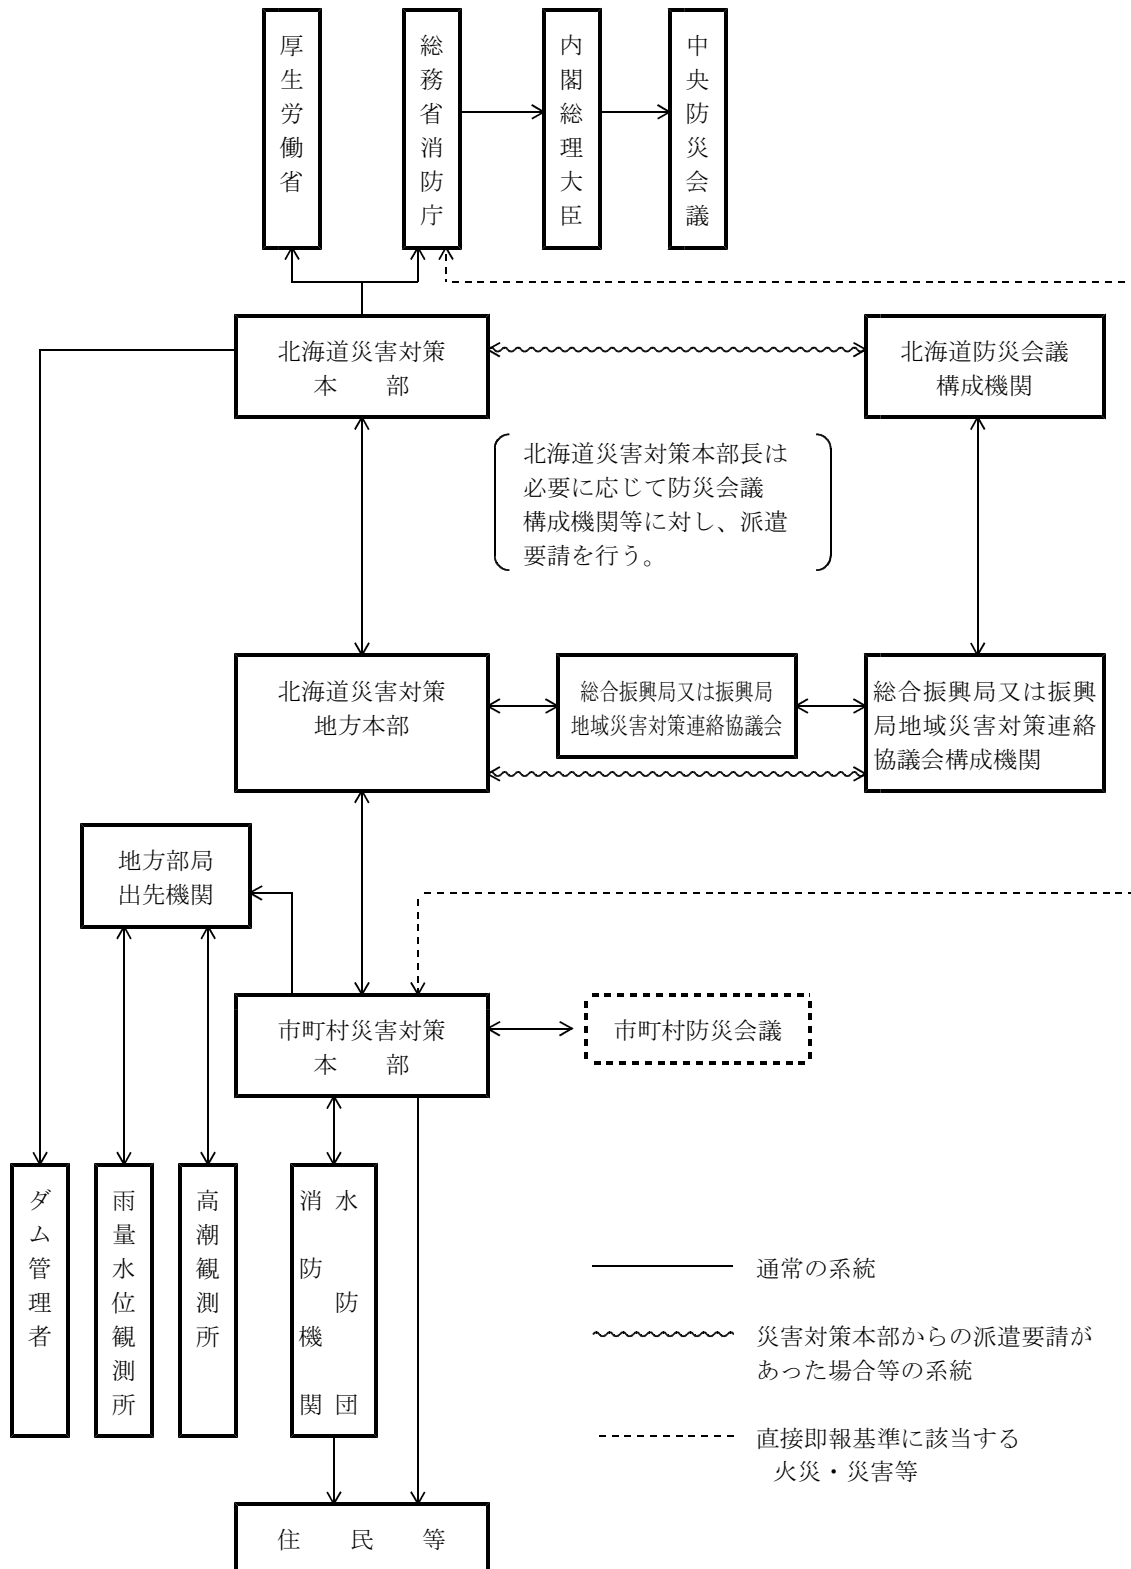 厚生労働省
総務省消防庁
内閣総理大臣
中央防災会議
北海道災害対策
本　　部
北海道防災会議
構成機関
北海道災害対策本部長は
必要に応じて防災会議
構成機関等に対し、派遣
要請を行う。
北海道災害対策
地方本部
総合振興局又は振興局
地域災害対策連絡協議会
総合振興局又は振興
局地域災害対策連絡
協議会構成機関
地方部局
出先機関
市町村災害対策
本　　部
市町村防災会議
ダム管理者
雨量水位観測所
高潮観測所
水防団
消防機関
通常の系統
災害対策本部からの派遣要請が
あった場合等の系統
直接即報基準に該当する
火災・災害等
住　民　等